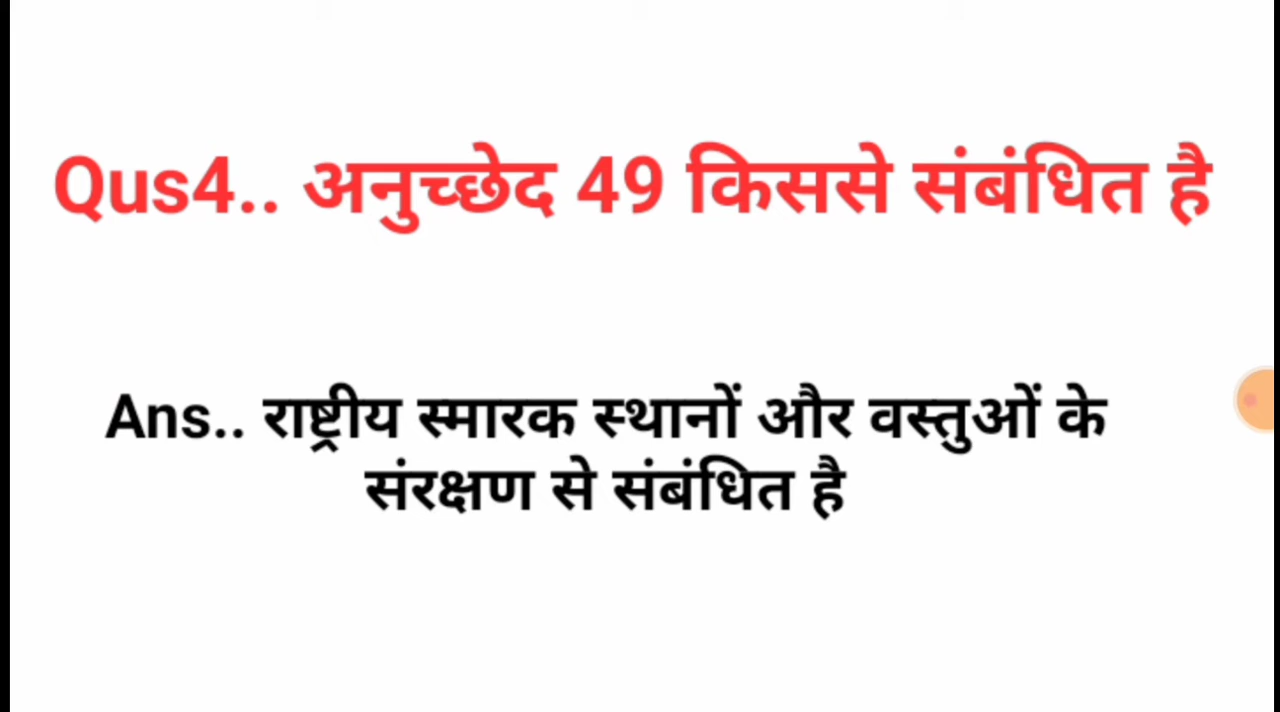 Qus4.. अनुच्छेद 49 किससे संबंधित है
Ans.. राष्ट्रीय स्मारक स्थानों और वस्तुओं के
संरक्षण से संबंधित है